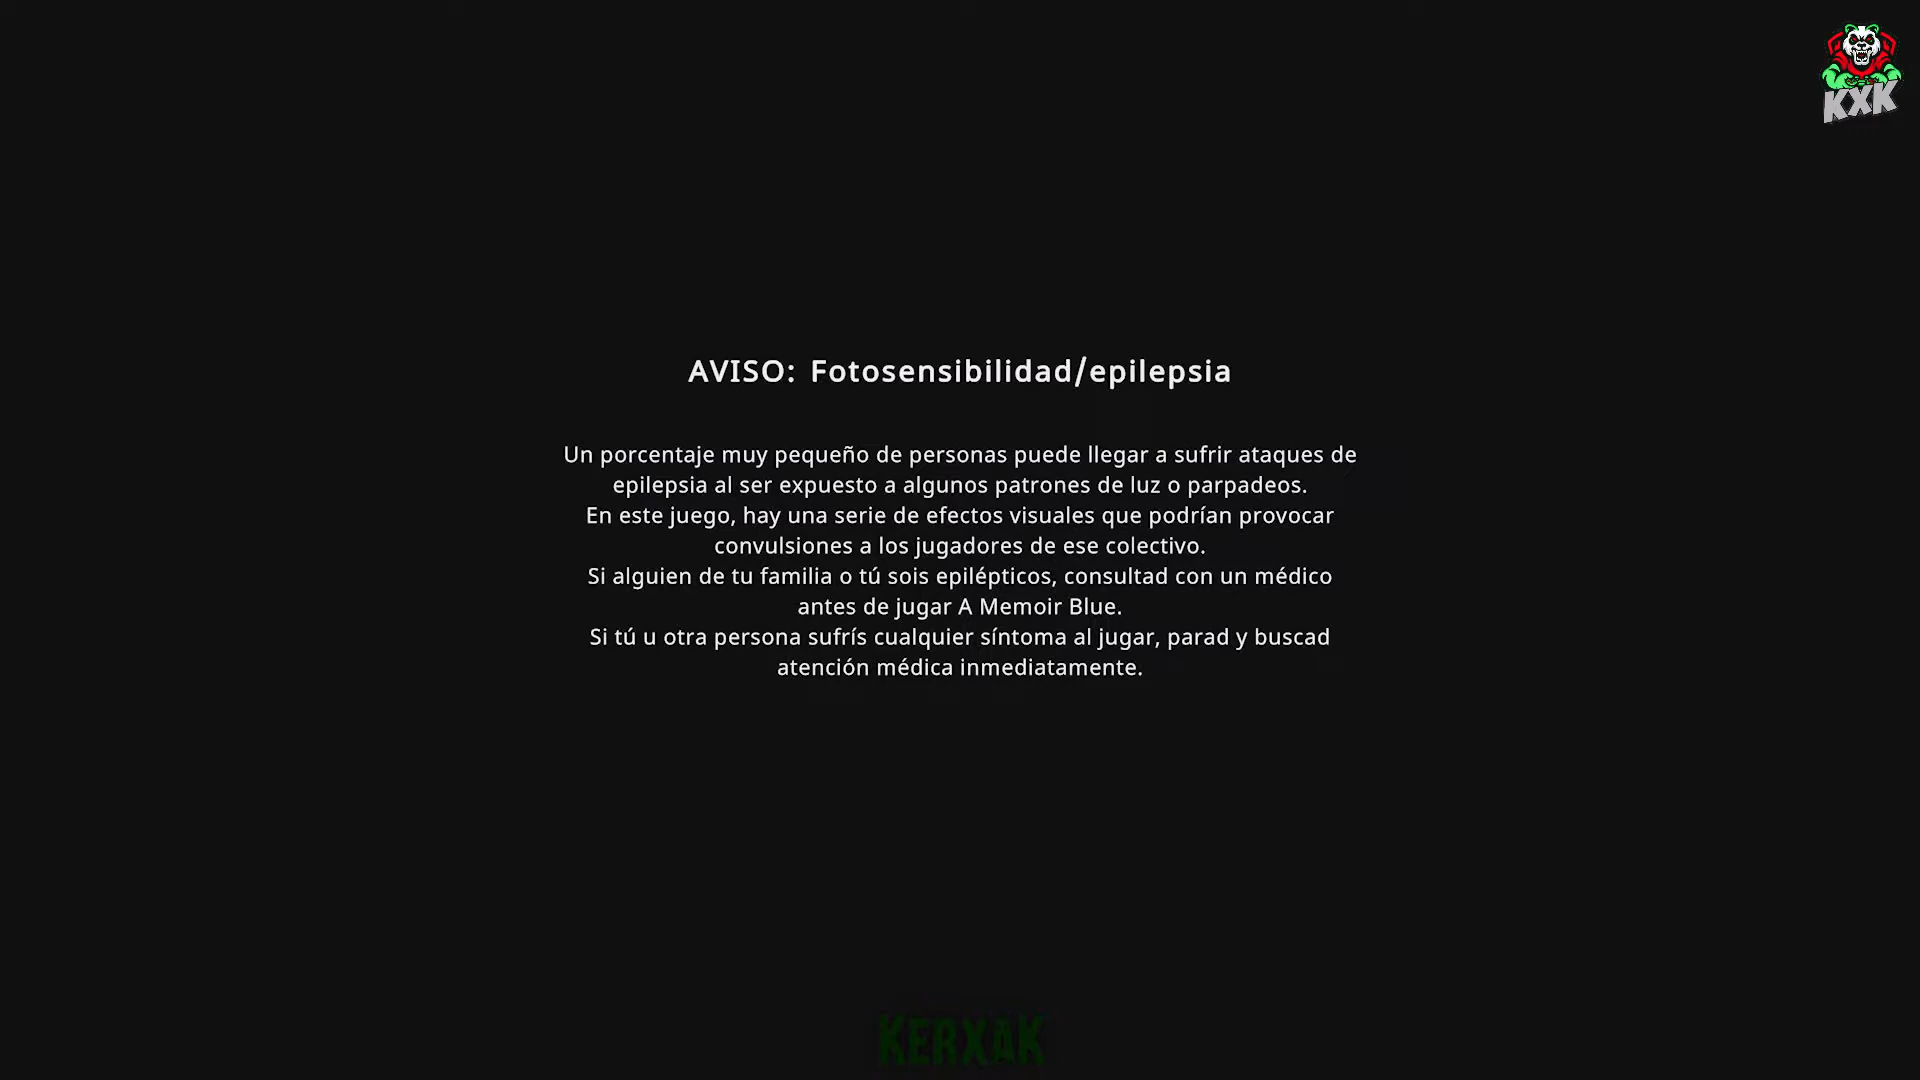 KXK
AVISO: Fotosensibilidad/epilepsia
Un porcentaje muy pequeño de personas puede llegar a sufrir ataques de
epilepsia al ser expuesto a algunos patrones de luz o parpadeos.
En este juego, hay una serie de efectos visuales que podrían provocar
convulsiones a los jugadores de ese colectivo.
Si alguien de tu familia o tú sois epilépticos, consultad con un médico
antes de jugar A Memoir Blue.
Si tú u otra persona sufrís cualquier síntoma al jugar, parad y buscad
atención médica inmediatamente.
KERXAK